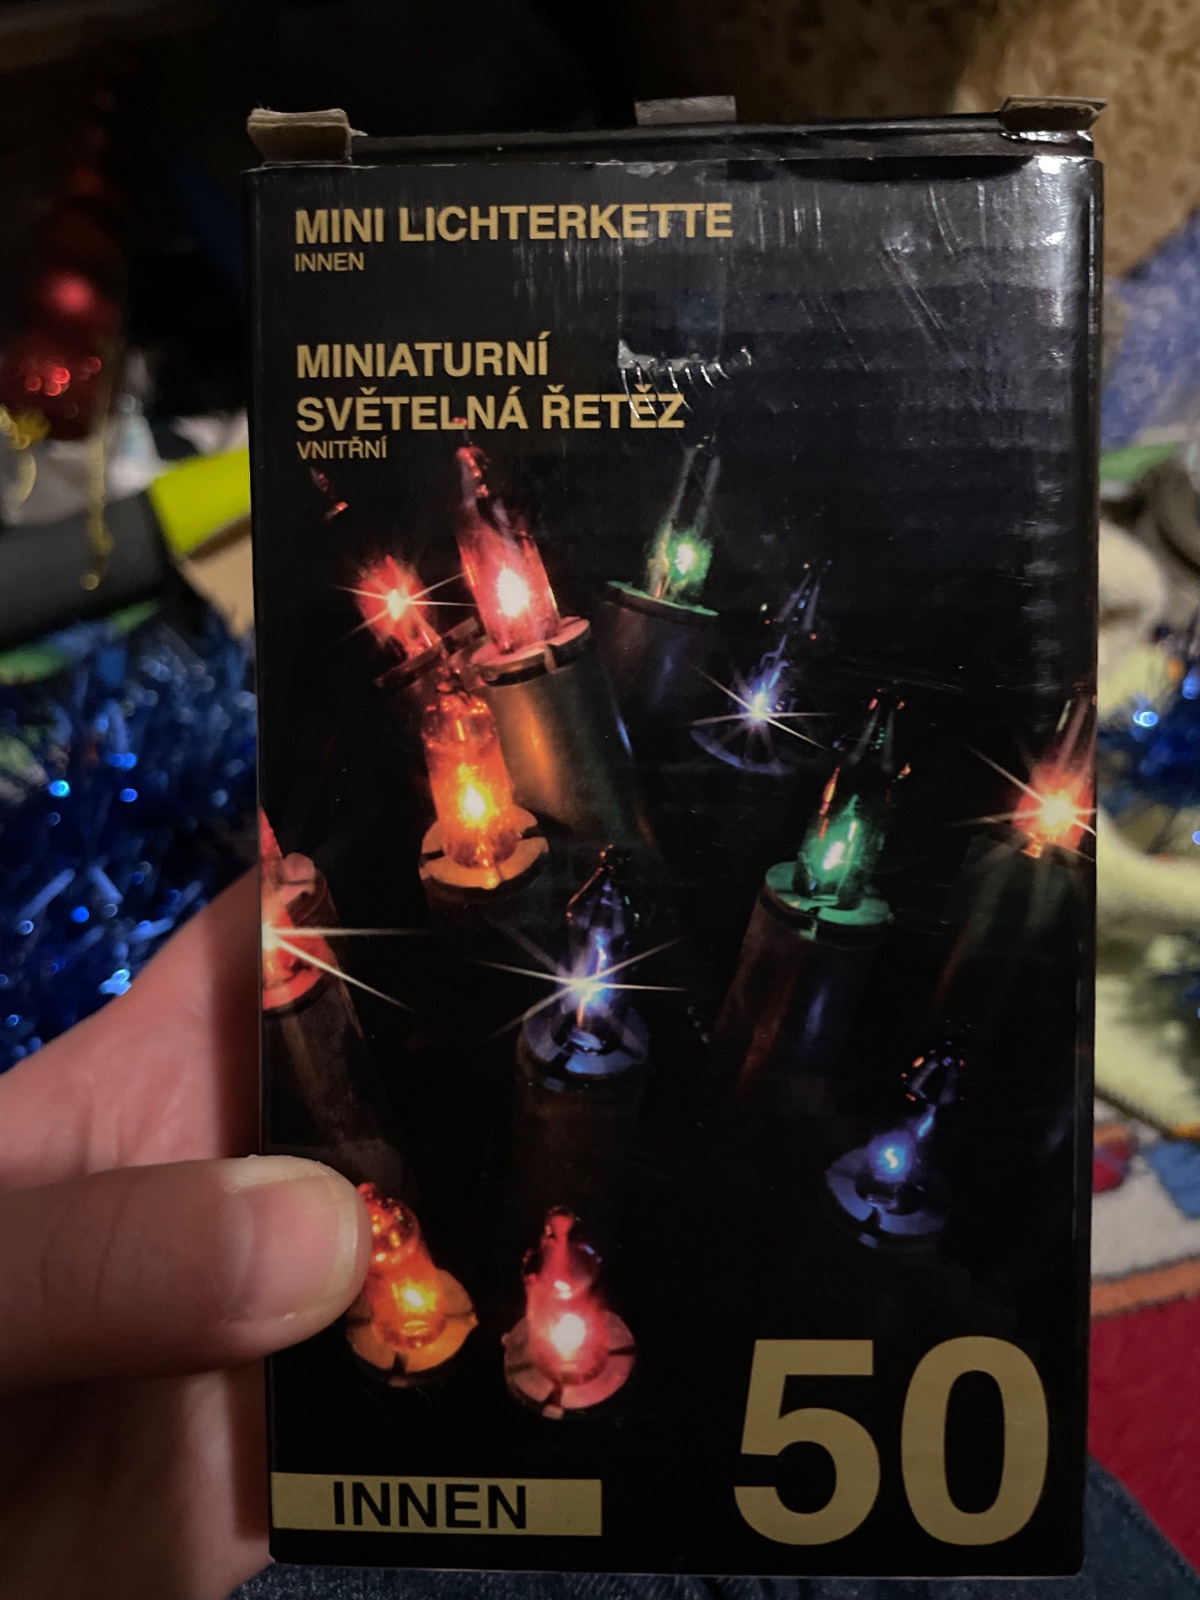 MINI LICHTERKETTE
INNEN
MINIATURNÍ
SVĚTELNÁ ŘETĚZ
VNITŘNÍ
50
INNEN